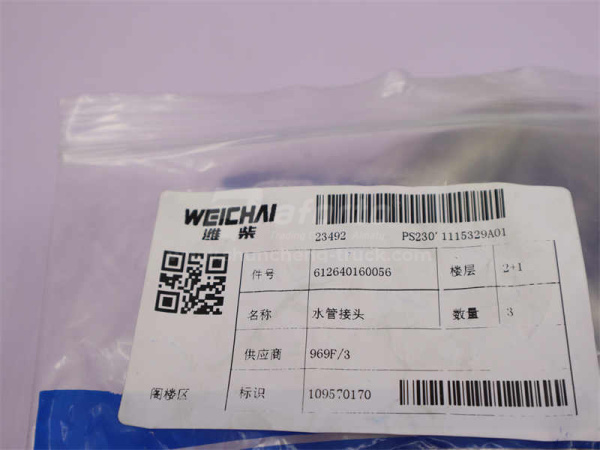 WEICHAI
潍柴
23492 PS230'1115329A01
件号 612640160056 楼层 2+1
名称 水管接头 数量 3
供应商 969F/3
阁楼区 标识 109570170